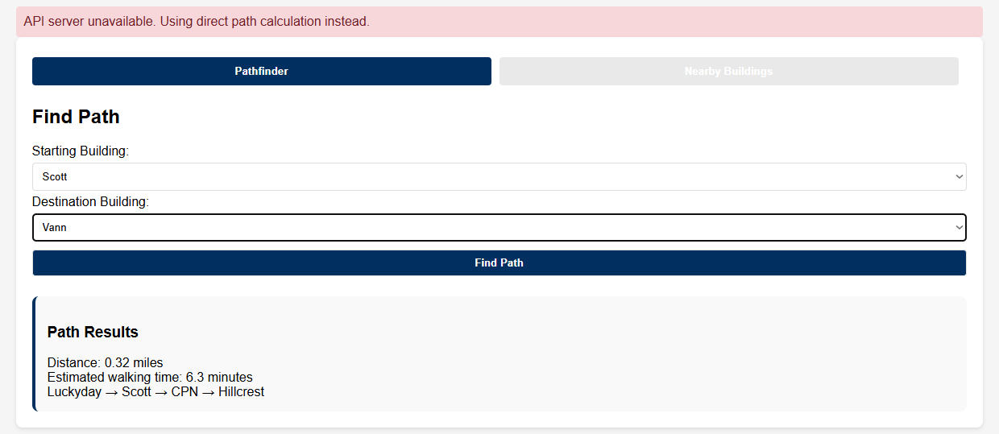 API server unavailable. Using direct path calculation instead.
Pathfinder
Nearby Buildings
Find Path
Starting Building:
Scott
Destination Building:
Vann
Find Path
Path Results
Distance: 0.32 miles
Estimated walking time: 6.3 minutes
Luckyday → Scott → CPN → Hillcrest